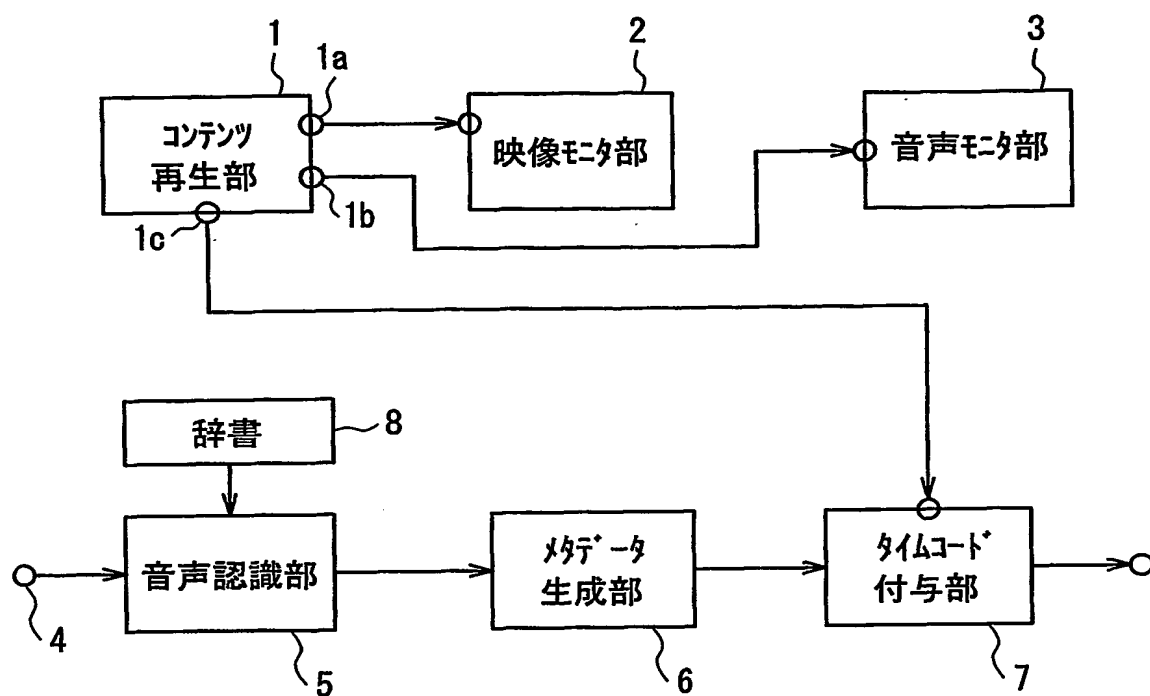 1
1a
2
3
コンテンツ
再生部
映像モニタ部
音声モニタ部
1b
1c
辞書
8
音声認識部
メタデータ
生成部
タイムコード
付与部
4
5
6
7